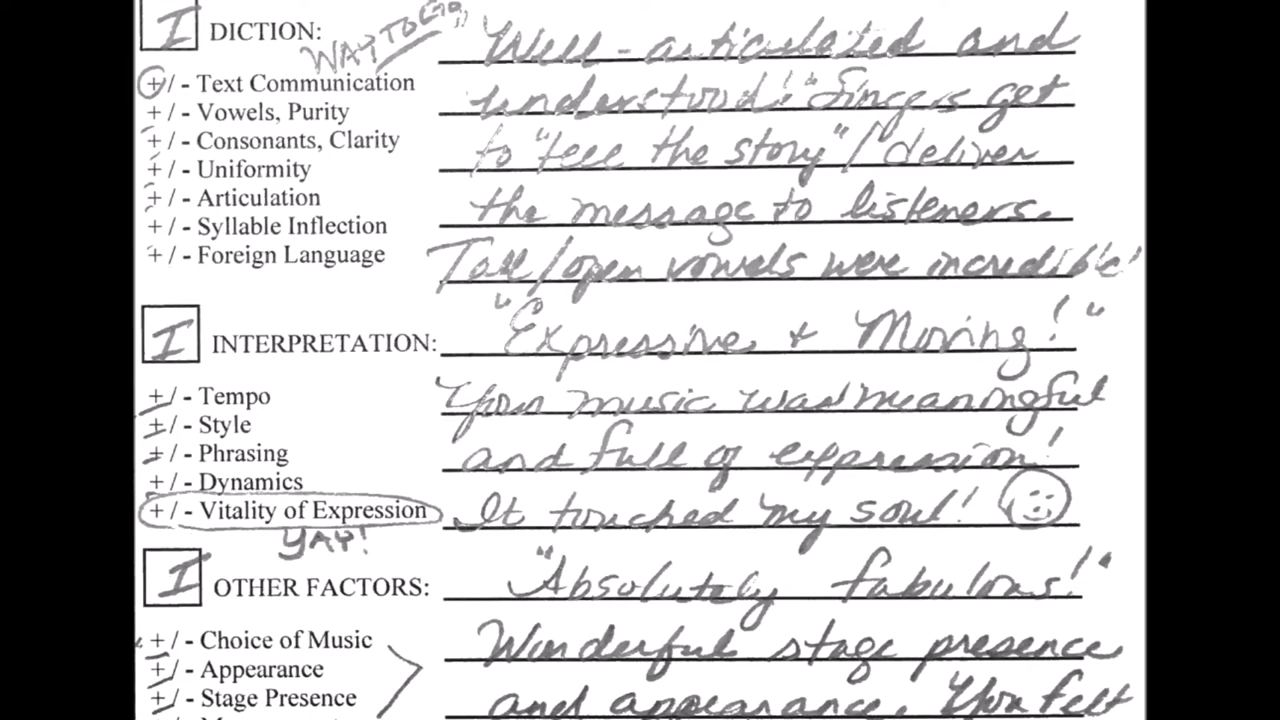 I DICTION: Well-articulated and
WAY TO GO!!
+/ - Text Communication understood! "Singers get
+/ - Vowels, Purity
+/ - Consonants, Clarity to "tell the story" / deliver
+/ - Uniformity
+/ - Articulation the message to listeners.
+/ - Syllable Inflection
+/ - Foreign Language Tall/open vowels were incredible!
I INTERPRETATION: "Expressive + Moving!"
+/ - Tempo Your music was meaningful
+/ - Style
+/ - Phrasing and full of expression!
+/ - Dynamics
+/ - Vitality of Expression It touched my soul!
YAY!
I OTHER FACTORS: "Absolutely fabulous!"
+/ - Choice of Music Wonderful stage presence
+/ - Appearance
+/ - Stage Presence and appearance. You felt